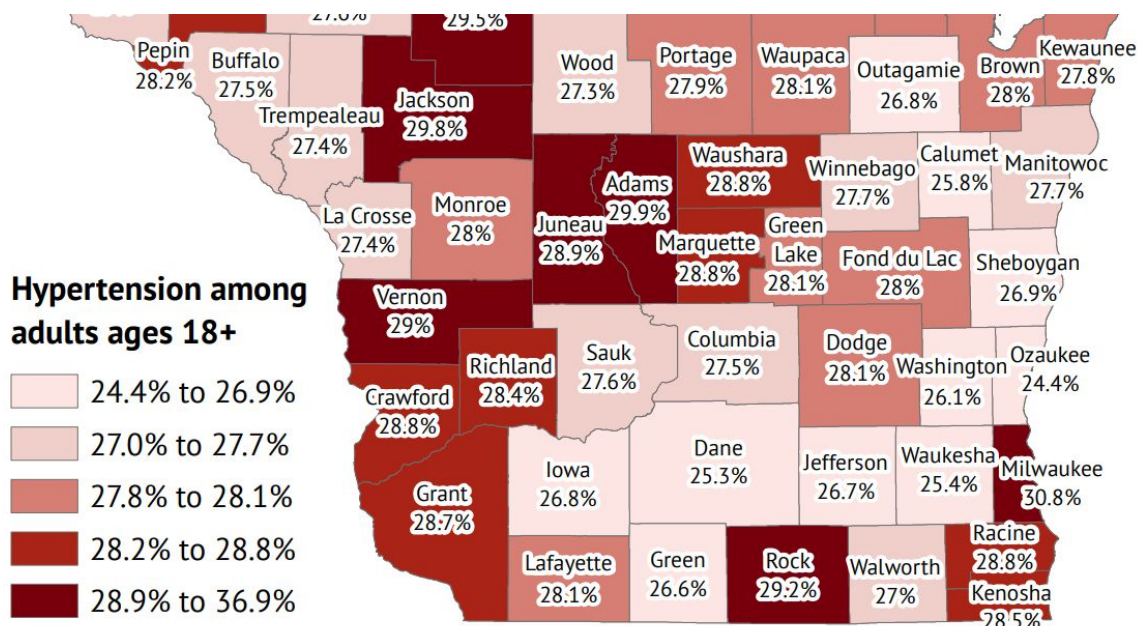 27.6%
29.5%
Pepin
28.2%
Buffalo
27.5%
Trempealeau
27.4%
Jackson
29.8%
Wood
27.3%
Portage
27.9%
Waupaca
28.1%
Outagamie
26.8%
Brown
28%
Kewaunee
27.8%
La Crosse
27.4%
Monroe
28%
Juneau
28.9%
Adams
29.9%
Waushara
28.8%
Marquette
28.8%
Green
Lake
28.1%
Winnebago
27.7%
Calumet
25.8%
Manitowoc
27.7%
Fond du Lac
28%
Sheboygan
26.9%
Hypertension among
adults ages 18+
24.4% to 26.9%
27.0% to 27.7%
27.8% to 28.1%
28.2% to 28.8%
28.9% to 36.9%
Vernon
29%
Richland
28.4%
Crawford
28.8%
Sauk
27.6%
Columbia
27.5%
Dodge
28.1%
Washington
26.1%
Ozaukee
24.4%
Grant
28.7%
Iowa
26.8%
Dane
25.3%
Jefferson
26.7%
Waukesha
25.4%
Milwaukee
30.8%
Lafayette
28.1%
Green
26.6%
Rock
29.2%
Walworth
27%
Racine
28.8%
Kenosha
28.5%